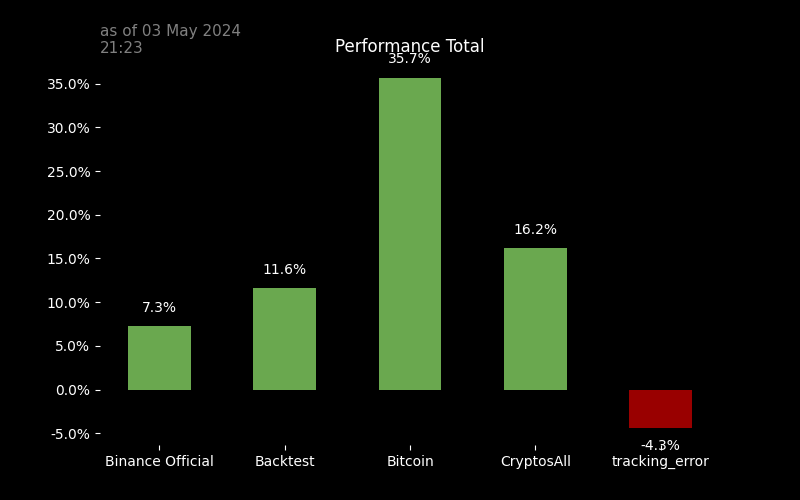 as of 03 May 2024
21:23
Performance Total
35.7%
35.0%
30.0%
25.0%
20.0%
16.2%
15.0%
11.6%
10.0%
7.3%
5.0%
0.0%
-5.0%
-4.3%
Binance Official
Backtest
Bitcoin
CryptosAll
tracking_error